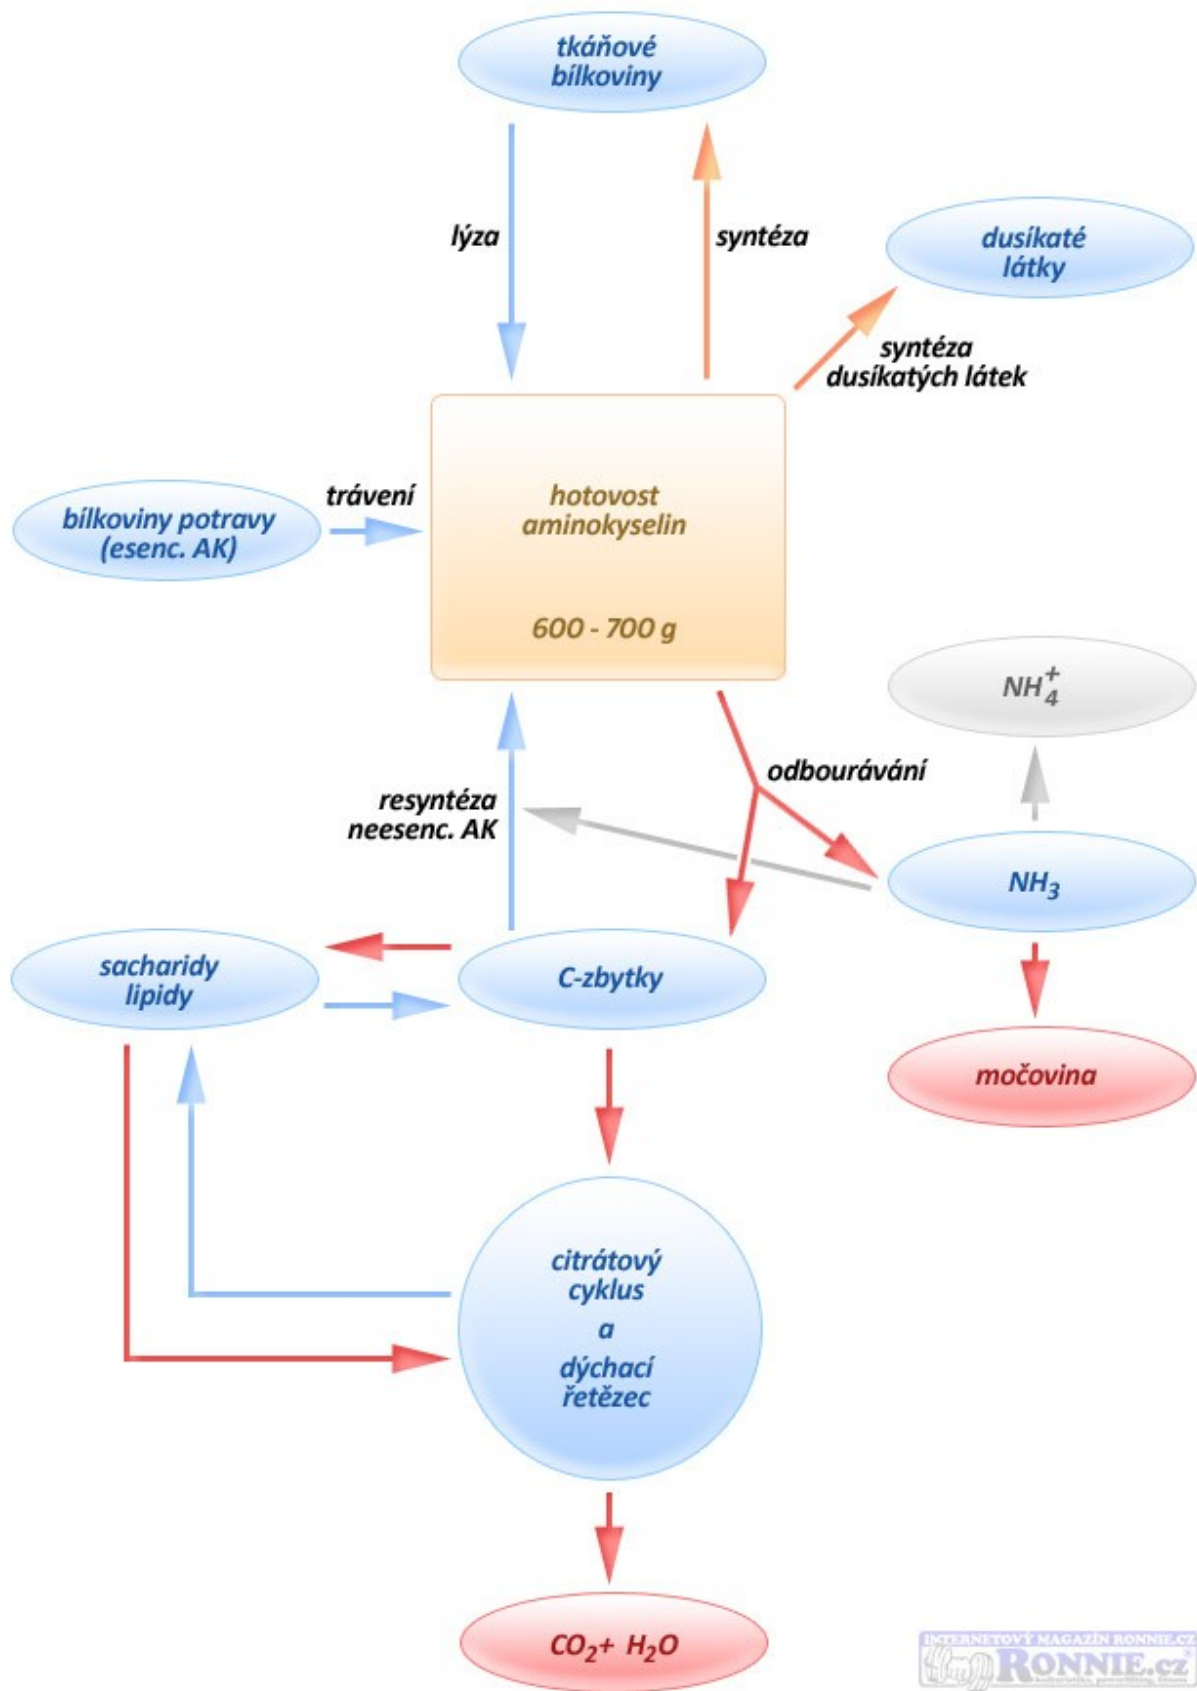 tkáňové
bílkoviny
lýza
syntéza
dusíkaté
látky
syntéza
dusíkatých látek
bílkoviny potravy
(esenc. AK)
trávení
hotovost
aminokyselin
600 - 700 g
NH₄⁺
odbourávání
resyntéza
neesenc. AK
NH₃
sacharidy
lipidy
C-zbytky
močovina
citrátový
cyklus
a
dýchací
řetězec
CO₂+ H₂O
INTERNETOVÝ MAGAZÍN RONNIE.CZ
RONNIE.cz